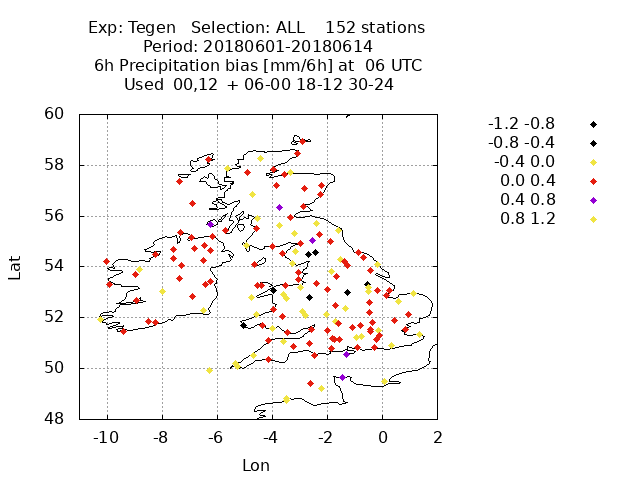 Exp: Tegen   Selection: ALL    152 stations
Period: 20180601-20180614
6h Precipitation bias [mm/6h] at  06 UTC
Used  00,12  + 06-00 18-12 30-24
-1.2 -0.8
-0.8 -0.4
-0.4 0.0
0.0 0.4
0.4 0.8
0.8 1.2
60
58
56
54
52
50
48
Lat
-10 -8 -6 -4 -2 0 2
Lon